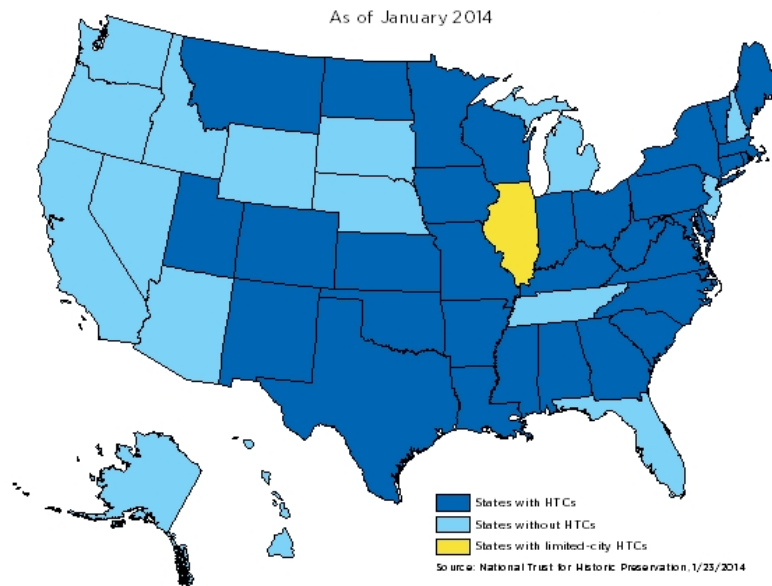 As of January 2014
States with HTCs
States without HTCs
States with limited-city HTCs
Source: National Trust for Historic Preservation, 1/23/2014